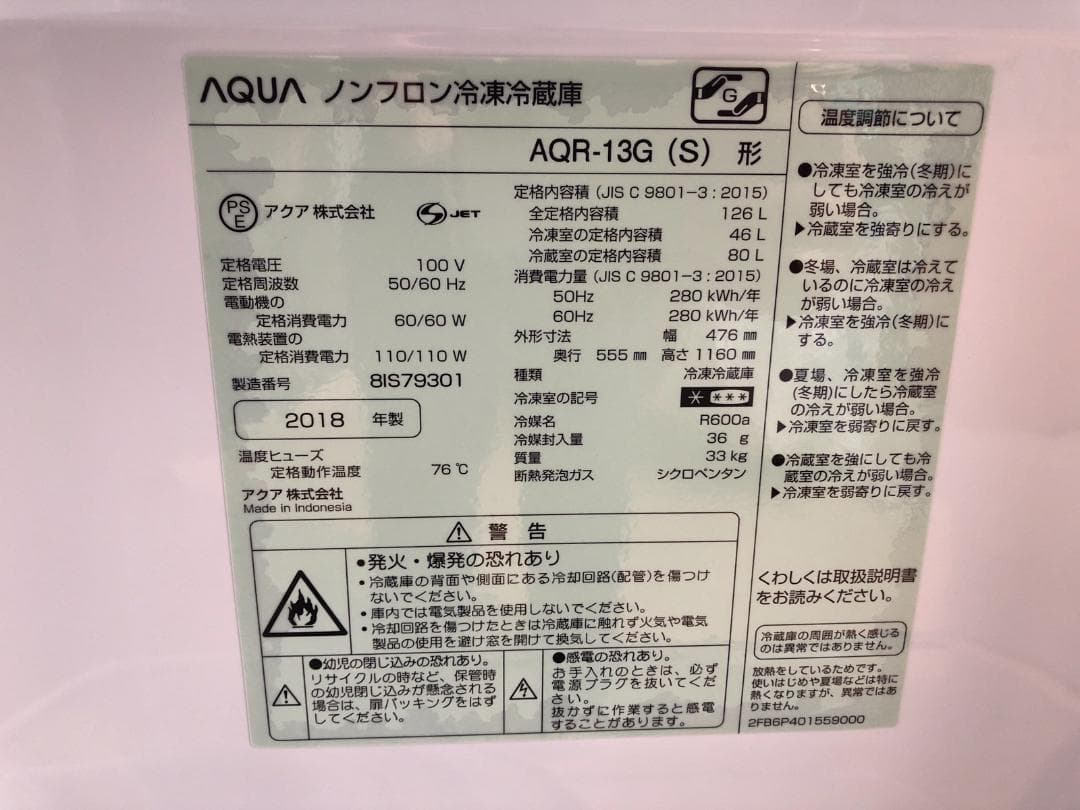 AQUA ノンフロン冷凍冷蔵庫
G
AQR-13G (S) 形
PS
E
アクア 株式会社
S JET
定格電圧 100 V
定格周波数 50/60 Hz
電動機の
定格消費電力 60/60 W
電熱装置の
定格消費電力 110/110 W
製造番号 8IS79301
2018 年製
温度ヒューズ
定格動作温度 76 ℃
アクア 株式会社
Made in Indonesia
定格内容積 (JIS C 9801-3 : 2015)
全定格内容積 126 L
冷凍室の定格内容積 46 L
冷蔵室の定格内容積 80 L
消費電力量 (JIS C 9801-3 : 2015)
50Hz 280 kWh/年
60Hz 280 kWh/年
外形寸法 幅 476 ㎜
奥行 555 ㎜ 高さ 1160 ㎜
種類 冷凍冷蔵庫
冷凍室の記号 * ***
冷媒名 R600a
冷媒封入量 36 g
質量 33 kg
断熱発泡ガス シクロペンタン
⚠ 警 告
•発火・爆発の恐れあり
・冷蔵庫の背面や側面にある冷却回路(配管)を傷つけ
ないでください。
・庫内では電気製品を使用しないでください。
・冷却回路を傷つけたときは冷蔵庫に触れず火気や電気
製品の使用を避け窓を開けて換気してください。
●幼児の閉じ込みの恐れあり。
リサイクルの時など、保管時
の幼児閉じ込みが懸念される
場合は、扉パッキングをはず
してください。
●感電の恐れあり。
お手入れのときは、必ず
電源プラグを抜いてくだ
さい。
抜かずに作業すると感電
することがあります。
温度調節について
●冷凍室を強冷(冬期)に
しても冷凍室の冷えが
弱い場合。
▶冷蔵室を強寄りにする。
●冬場、冷蔵室は冷えて
いるのに冷凍室の冷え
が弱い場合。
▶冷凍室を強冷(冬期)に
する。
●夏場、冷凍室を強冷
(冬期)にしたら冷蔵室
の冷えが弱い場合。
▶冷凍室を弱寄りに戻す。
●冷蔵室を強にしても冷
蔵室の冷えが弱い場合。
▶冷凍室を弱寄りに戻す。
くわしくは取扱説明書
をお読みください。
冷蔵庫の周囲が熱く感じる
のは異常ではありません。
放熱をしているためです。
使いはじめや夏場などは特に
熱くなりますが、異常ではあ
りません。
2FB6P401559000